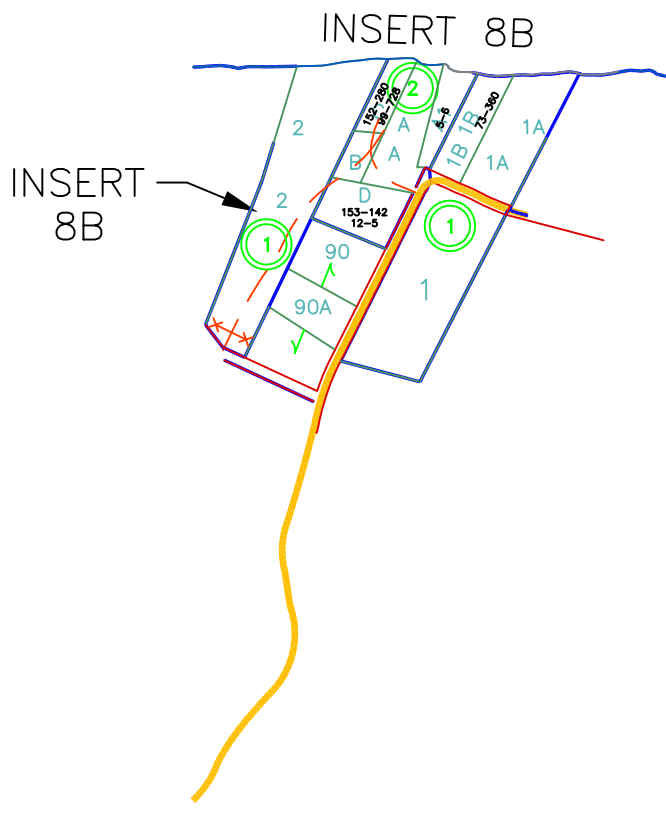 INSERT 8B
2
2
152-280
99-728
A
A
B
D
153-142
12-5
5-6
1B
1B
73-360
1A
1A
INSERT
8B
2
1
1
90
90A
1